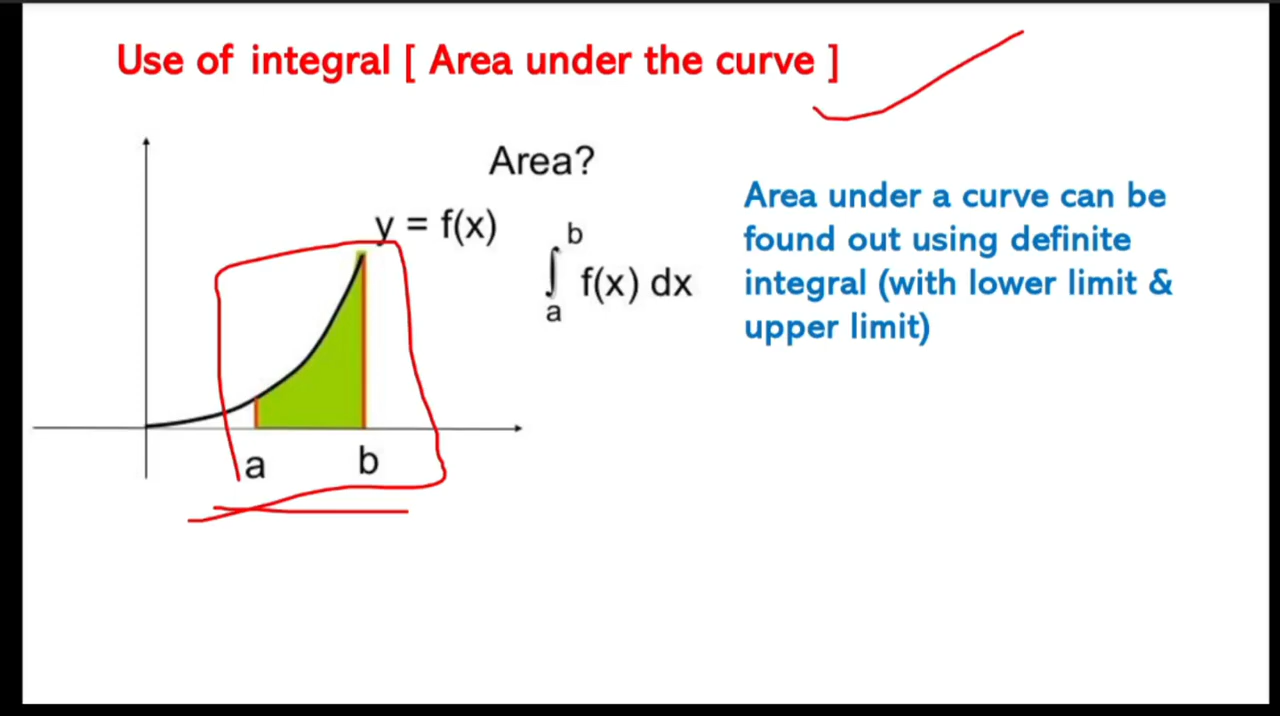 Use of integral [ Area under the curve ]
Area?
y = f(x)
b
∫ f(x) dx
a
a
b
Area under a curve can be
found out using definite
integral (with lower limit &
upper limit)